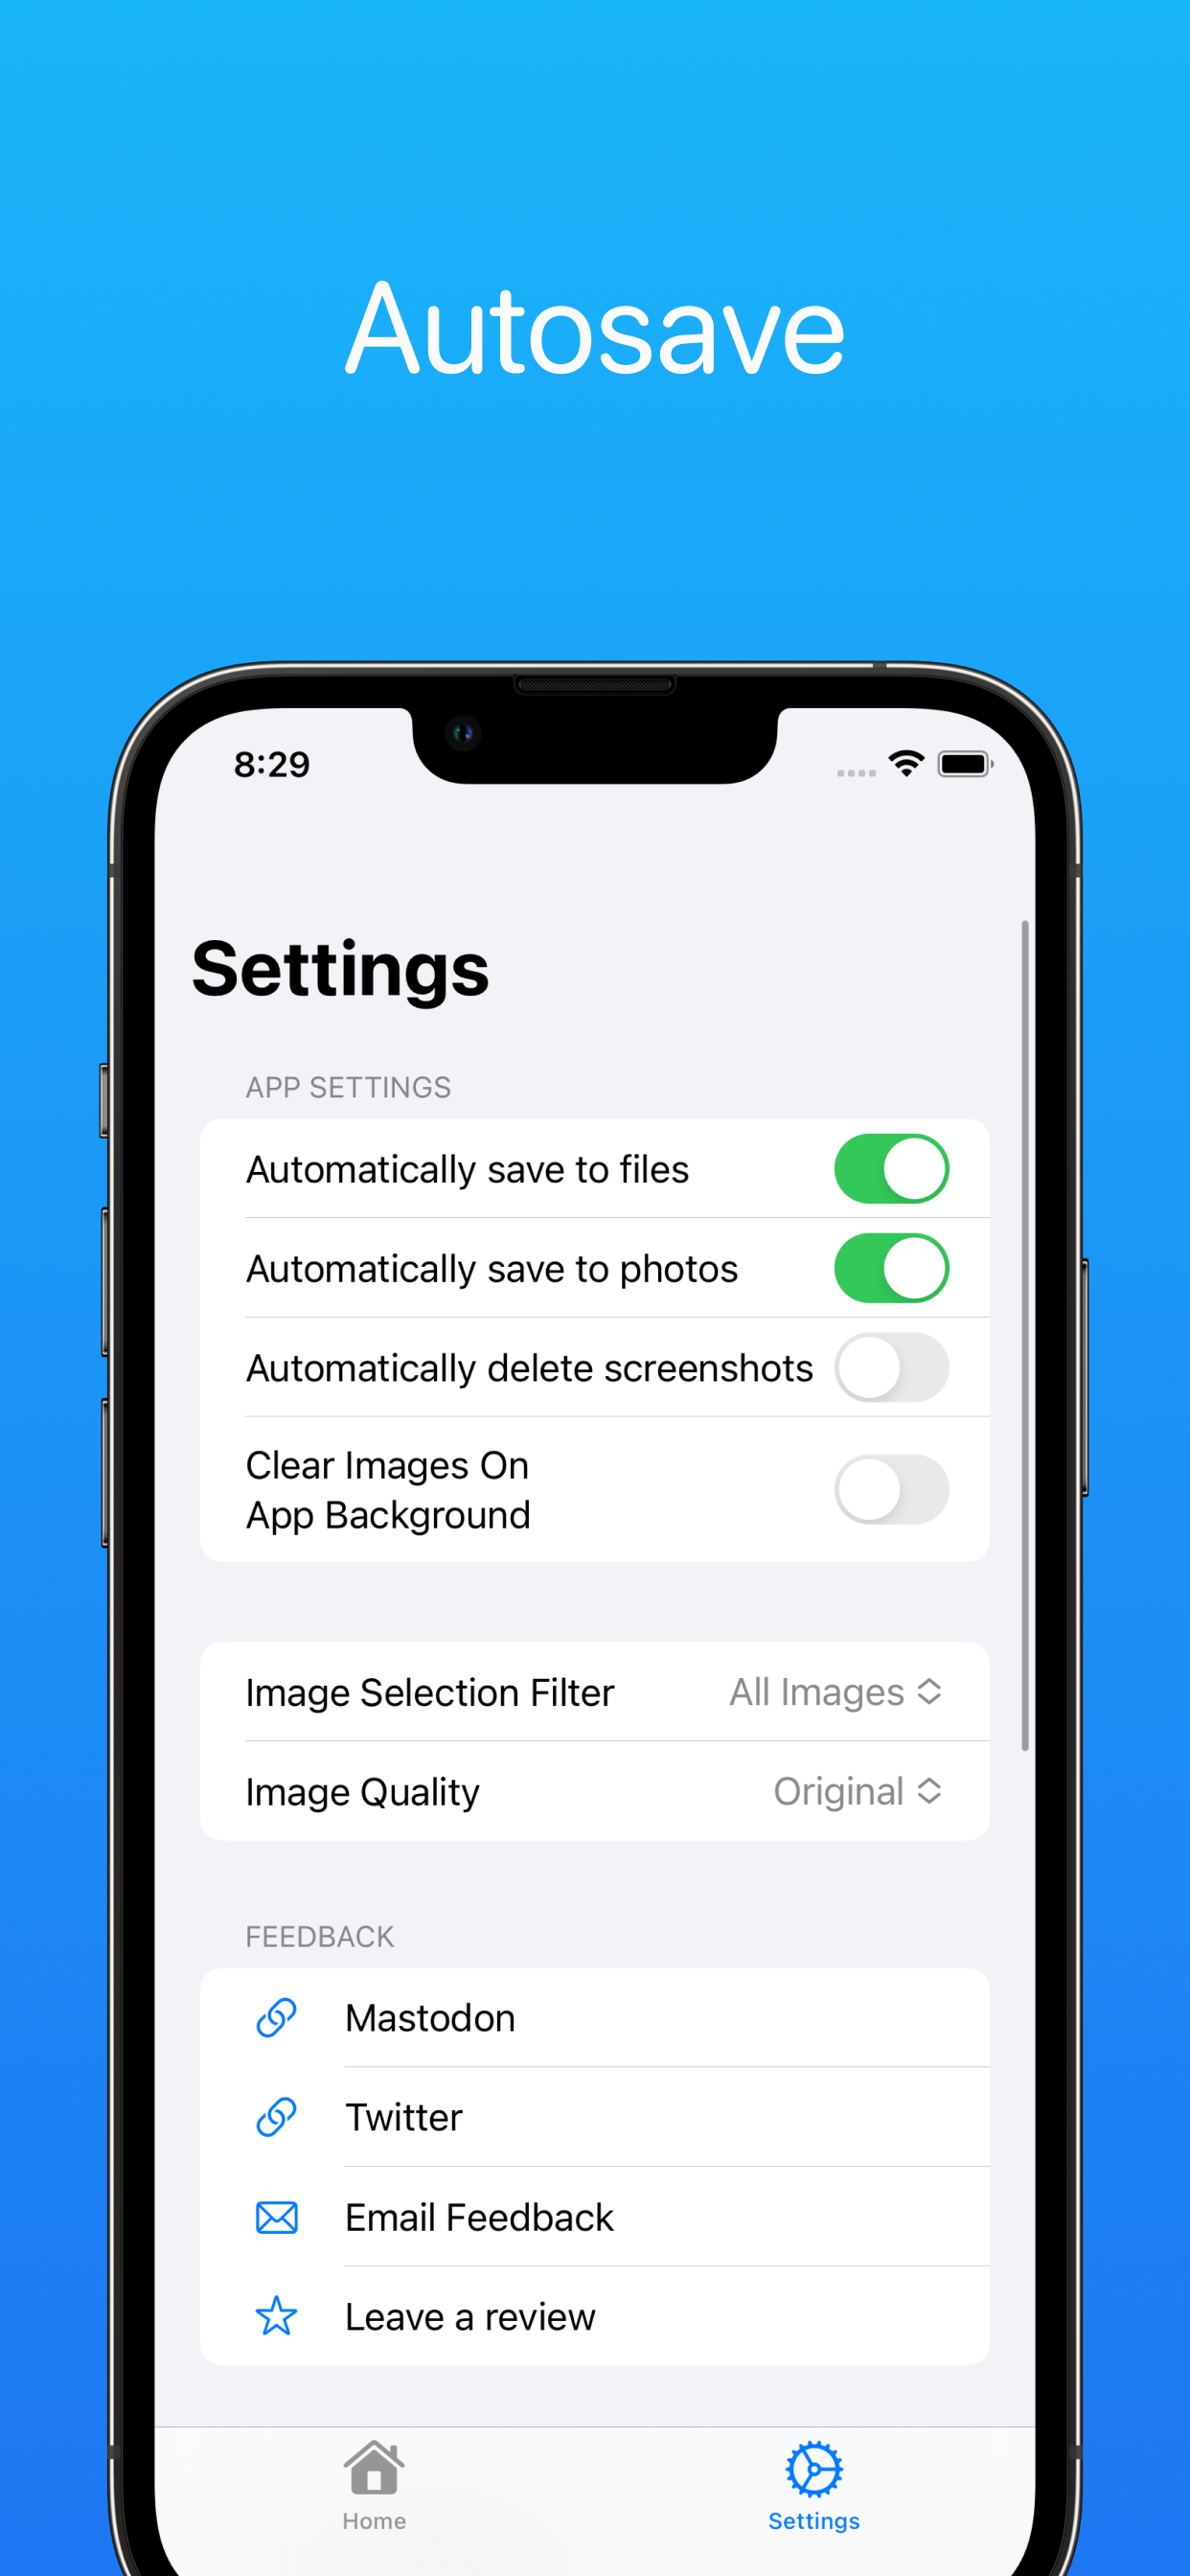 Autosave
8:29
Settings
APP SETTINGS
Automatically save to files
Automatically save to photos
Automatically delete screenshots
Clear Images On
App Background
Image Selection Filter All Images
Image Quality Original
FEEDBACK
Mastodon
Twitter
Email Feedback
Leave a review
Home Settings